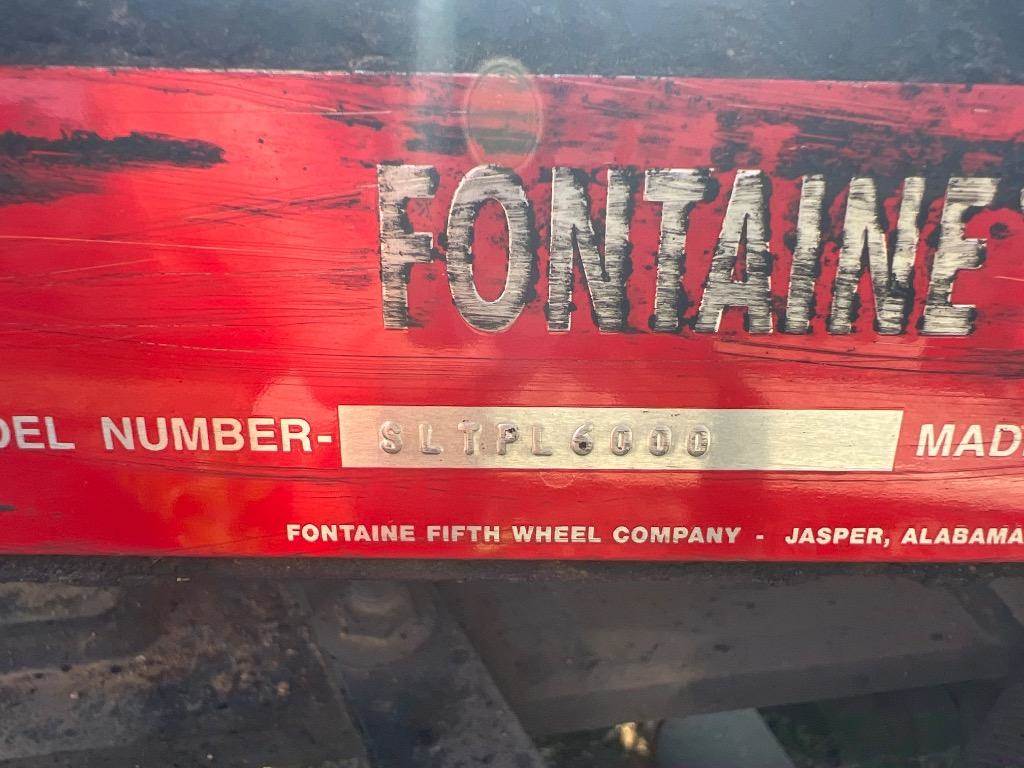 FONTAINE
DEL NUMBER- SLTPL6000 MAD
FONTAINE FIFTH WHEEL COMPANY - JASPER, ALABAMA